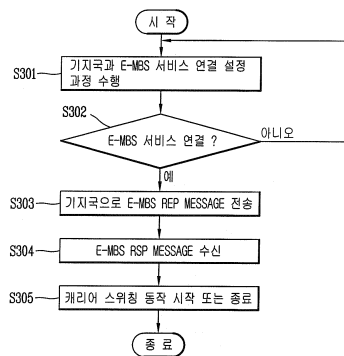 시 작
S301
기지국과 E-MBS 서비스 연결 설정
과정 수행
S302
E-MBS 서비스 연결 ?
아니오
예
S303
기지국으로 E-MBS REP MESSAGE 전송
S304
E-MBS RSP MESSAGE 수신
S305
캐리어 스위칭 동작 시작 또는 종료
종 료